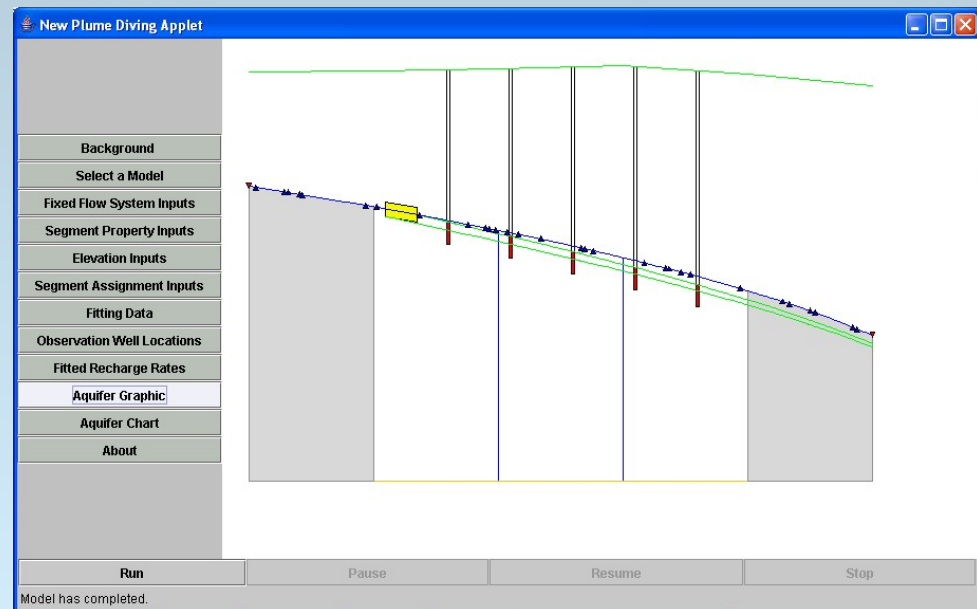 New Plume Diving Applet
Background
Select a Model
Fixed Flow System Inputs
Segment Property Inputs
Elevation Inputs
Segment Assignment Inputs
Fitting Data
Observation Well Locations
Fitted Recharge Rates
Aquifer Graphic
Aquifer Chart
About
Run Pause Resume Stop
Model has completed.